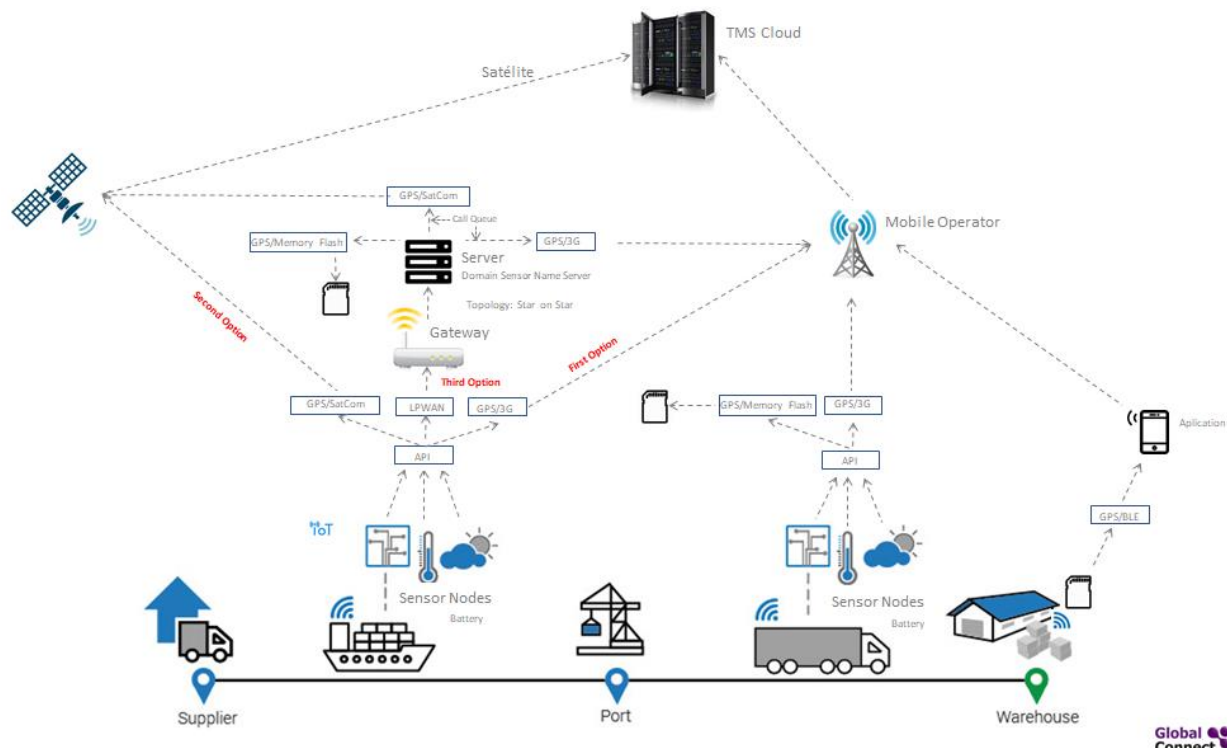 TMS Cloud
Satélite
GPS/SatCom
Call Queue
GPS/Memory Flash
GPS/3G
Mobile Operator
Server
Domain Sensor Name Server
Topology: Star on Star
Second Option
Gateway
First Option
Third Option
GPS/SatCom
LPWAN
GPS/3G
GPS/Memory Flash
GPS/3G
Aplication
API
API
GPS/BLE
IoT
Sensor Nodes
Battery
Sensor Nodes
Battery
Supplier
Port
Warehouse
Global
Connect